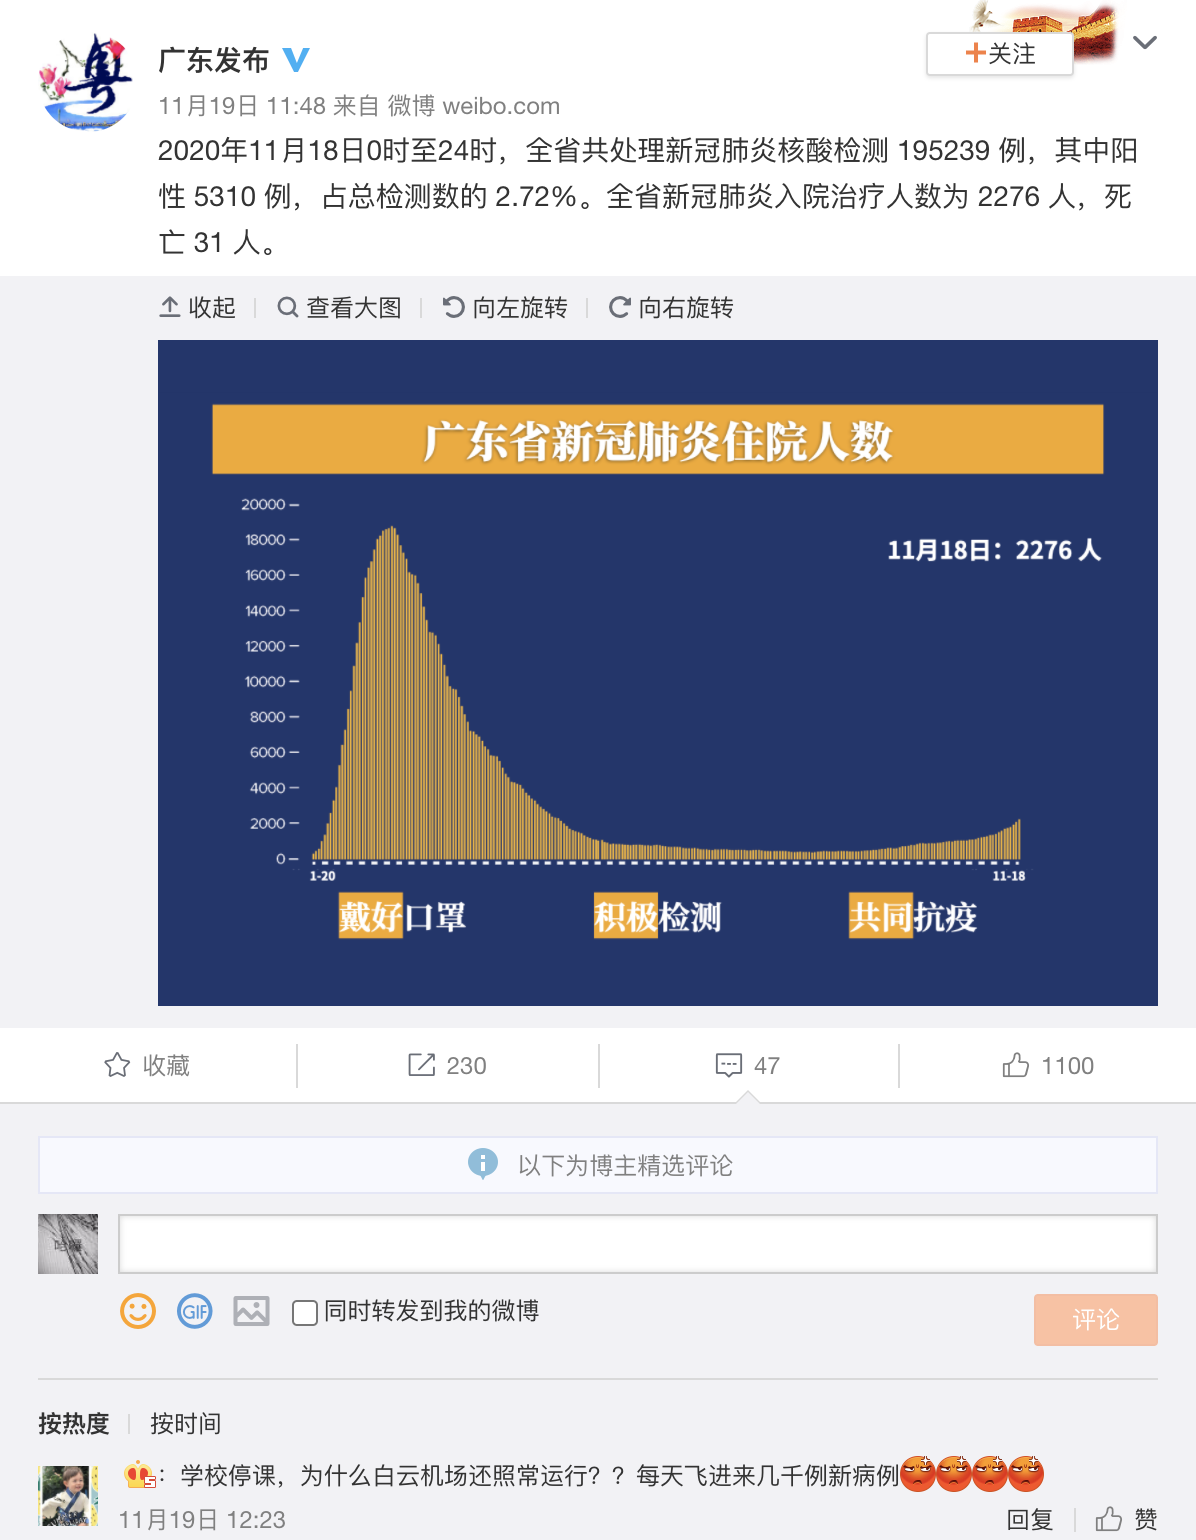 广东发布
+关注
11月19日 11:48 来自 微博 weibo.com
2020年11月18日0时至24时，全省共处理新冠肺炎核酸检测 195239 例，其中阳
性 5310 例，占总检测数的 2.72%。全省新冠肺炎入院治疗人数为 2276 人，死
亡 31 人。
收起 查看大图 向左旋转 向右旋转
广东省新冠肺炎住院人数
11月18日：2276 人
20000
18000
16000
14000
12000
10000
8000
6000
4000
2000
0
1-20 11-18
戴好口罩 积极检测 共同抗疫
收藏 230 47 1100
以下为博主精选评论
GIF 同时转发到我的微博
评论
按热度 按时间
：学校停课，为什么白云机场还照常运行？？每天飞进来几千例新病例
11月19日 12:23 回复 赞